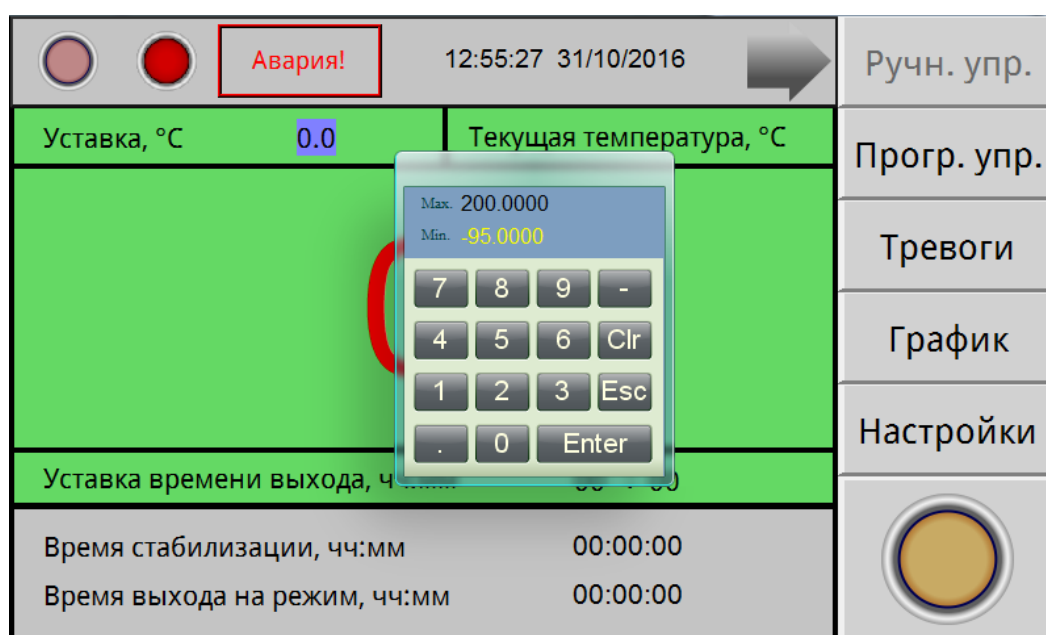 Авария!
12:55:27 31/10/2016
Ручн. упр.
Уставка, °C 0.0
Текущая температура, °C
Прогр. упр.
Тревоги
График
Настройки
Max. 200.0000
Min. -95.0000
7 8 9 -
4 5 6 Clr
1 2 3 Esc
. 0 Enter
Уставка времени выхода,
Время стабилизации, чч:мм 00:00:00
Время выхода на режим, чч:мм 00:00:00